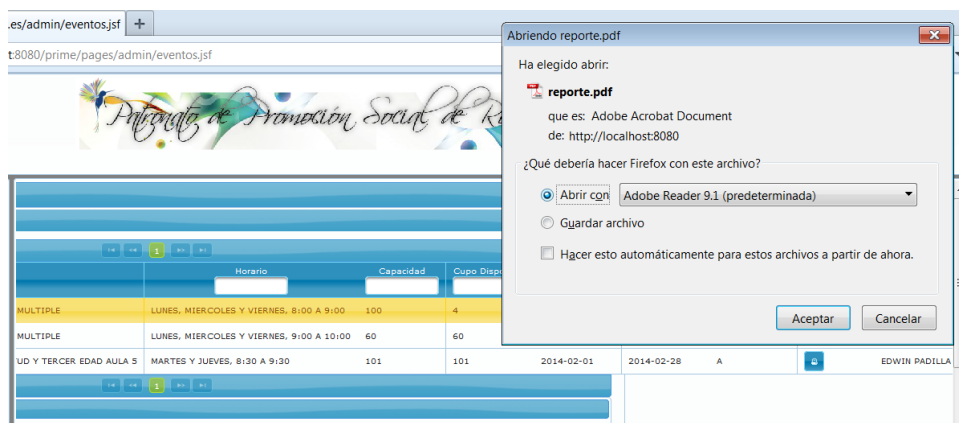 .es/admin/eventos.jsf +
t:8080/prime/pages/admin/eventos.jsf
Patronato de Promoción Social de
Abriendo reporte.pdf
Ha elegido abrir:
reporte.pdf
que es: Adobe Acrobat Document
de: http://localhost:8080
¿Qué debería hacer Firefox con este archivo?
Abrir con Adobe Reader 9.1 (predeterminada)
Guardar archivo
Hacer esto automáticamente para estos archivos a partir de ahora.
Aceptar Cancelar
1
Horario Capacidad Cupo Dispo
MULTIPLE LUNES, MIERCOLES Y VIERNES, 8:00 A 9:00 100 4
MULTIPLE LUNES, MIERCOLES Y VIERNES, 9:00 A 10:00 60 60
UD Y TERCER EDAD AULA 5 MARTES Y JUEVES, 8:30 A 9:30 101 101 2014-02-01 2014-02-28 A EDWIN PADILLA
1